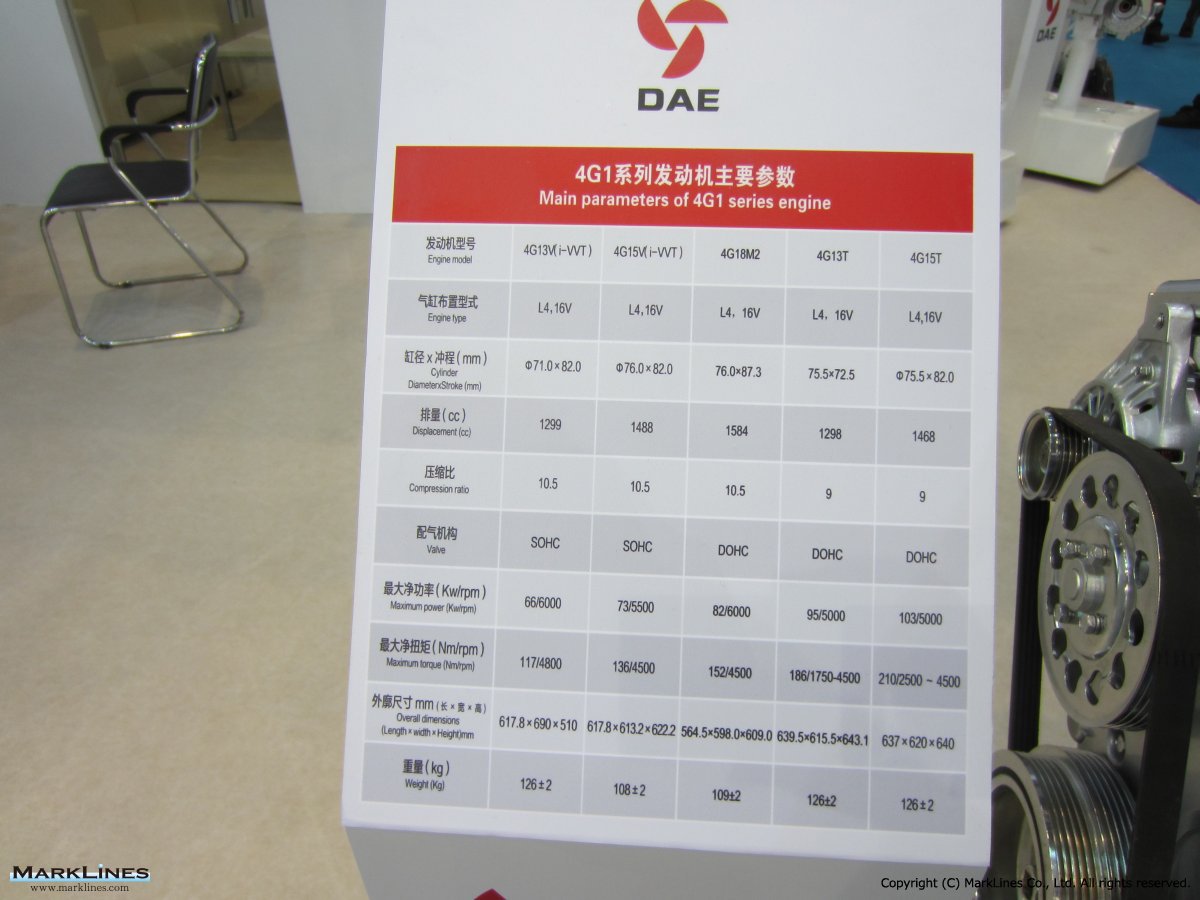 DAE
DAE
4G1系列发动机主要参数
Main parameters of 4G1 series engine
发动机型号
Engine model
4G13V(i-VVT) 4G15V(i-VVT) 4G18M2 4G13T 4G15T
气缸布置型式
Engine type
L4,16V L4,16V L4, 16V L4, 16V L4,16V
缸径x冲程(mm)
Cylinder
DiameterxStroke (mm)
Φ71.0×82.0 Φ76.0×82.0 76.0×87.3 75.5×72.5 Φ75.5×82.0
排量(cc)
Displacement (cc)
1299 1488 1584 1298 1468
压缩比
Compression ratio
10.5 10.5 10.5 9 9
配气机构
Valve
SOHC SOHC DOHC DOHC DOHC
最大净功率(Kw/rpm)
Maximum power (Kw/rpm)
66/6000 73/5500 82/6000 95/5000 103/5000
最大净扭矩(Nm/rpm)
Maximum torque (Nm/rpm)
117/4800 136/4500 152/4500 186/1750-4500 210/2500 ~ 4500
外廓尺寸mm(长×宽×高)
Overall dimensions
(Length×width×Height)mm
617.8×690×510 617.8×613.2×622.2 564.5×598.0×609.0 639.5×615.5×643.1 637×620×640
重量(kg)
Weight (Kg)
126±2 108±2 109±2 126±2 126±2
MARKLINES
www.marklines.com
Copyright (C) MarkLines Co., Ltd. All rights reserved.